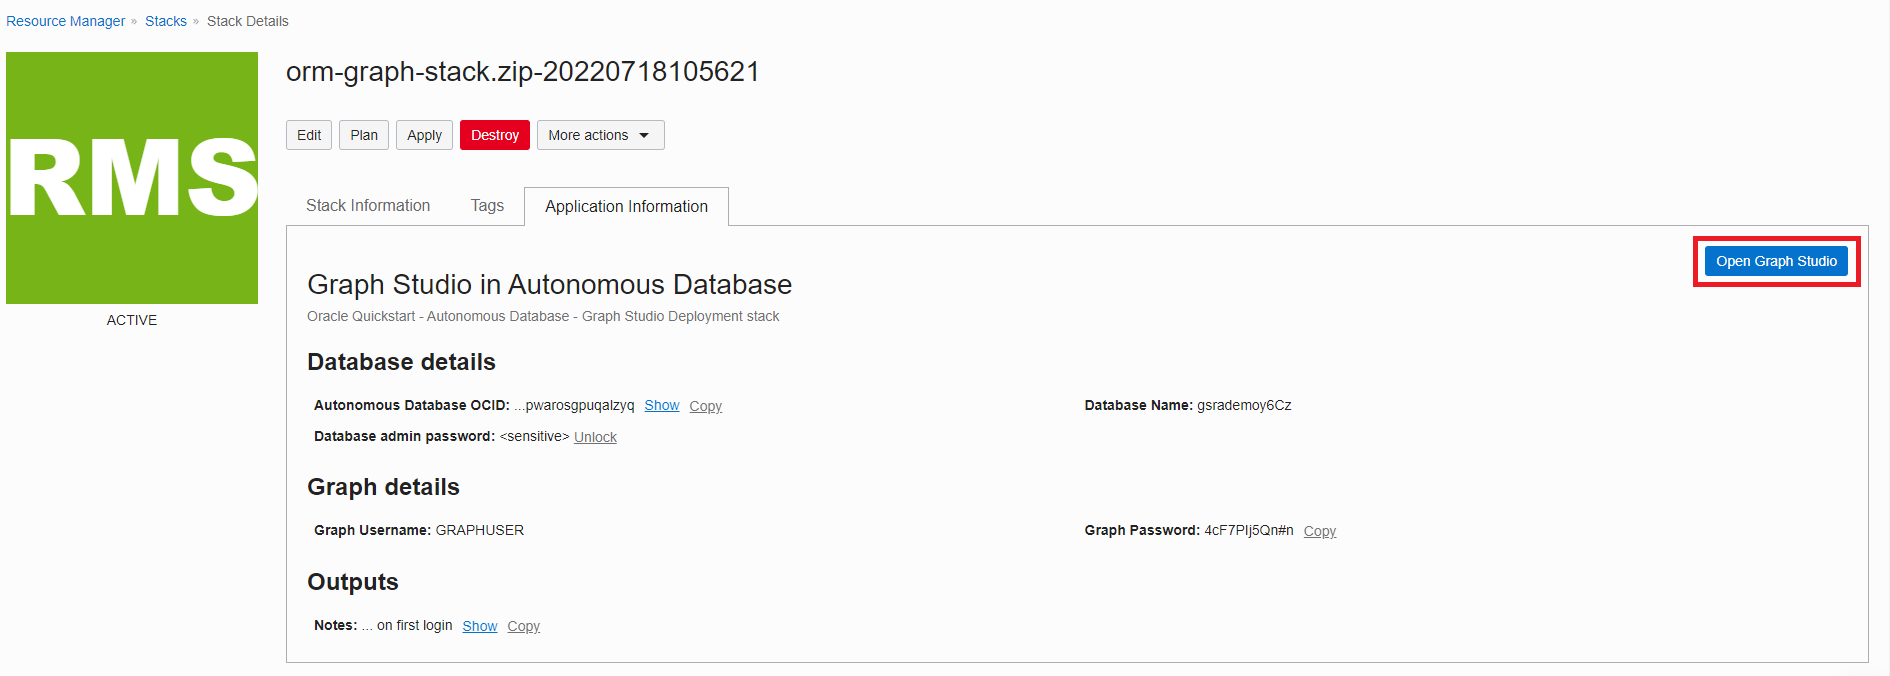 Resource Manager » Stacks » Stack Details
RMS
ACTIVE
orm-graph-stack.zip-20220718105621
Edit Plan Apply Destroy More actions
Stack Information Tags Application Information
Open Graph Studio
Graph Studio in Autonomous Database
Oracle Quickstart - Autonomous Database - Graph Studio Deployment stack
Database details
Autonomous Database OCID: ...pwarosgpuqalzyq Show Copy Database Name: gsrademoy6Cz
Database admin password: <sensitive> Unlock
Graph details
Graph Username: GRAPHUSER Graph Password: 4cF7PIj5Qn#n Copy
Outputs
Notes: ... on first login Show Copy